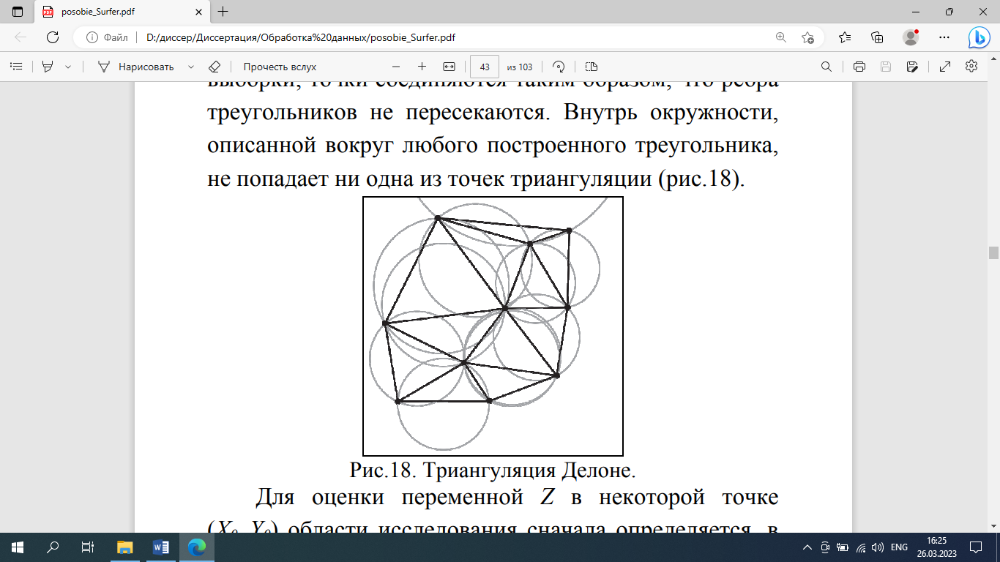 posobie_Surfer.pdf
Файл D:/диссер/Диссертация/Обработка%20данных/posobie_Surfer.pdf
Нарисовать Прочесть вслух 43 из 103
выборки, точки соединяются таким образом, что ребра
треугольников не пересекаются. Внутрь окружности,
описанной вокруг любого построенного треугольника,
не попадает ни одна из точек триангуляции (рис.18).
Рис.18. Триангуляция Делоне.
Для оценки переменной Z в некоторой точке
(X₀, Y₀) области исследования сначала определяется, в
ENG 16:25
26.03.2023